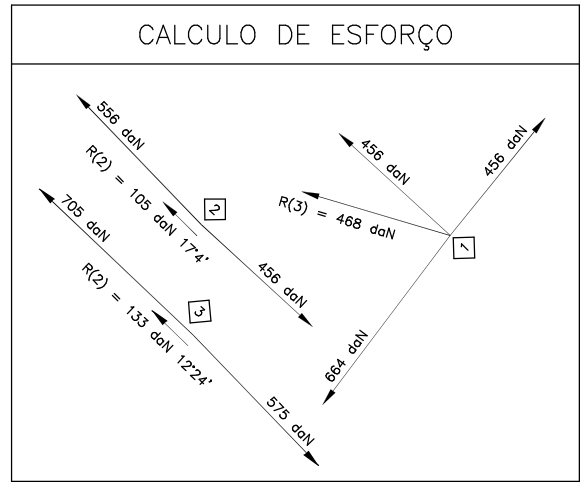 CALCULO DE ESFORÇO
556 daN
R(2) = 105 daN 17°4'
2
456 daN
705 daN
R(2) = 133 daN 12°24'
3
575 daN
456 daN
456 daN
R(3) = 468 daN
1
664 daN